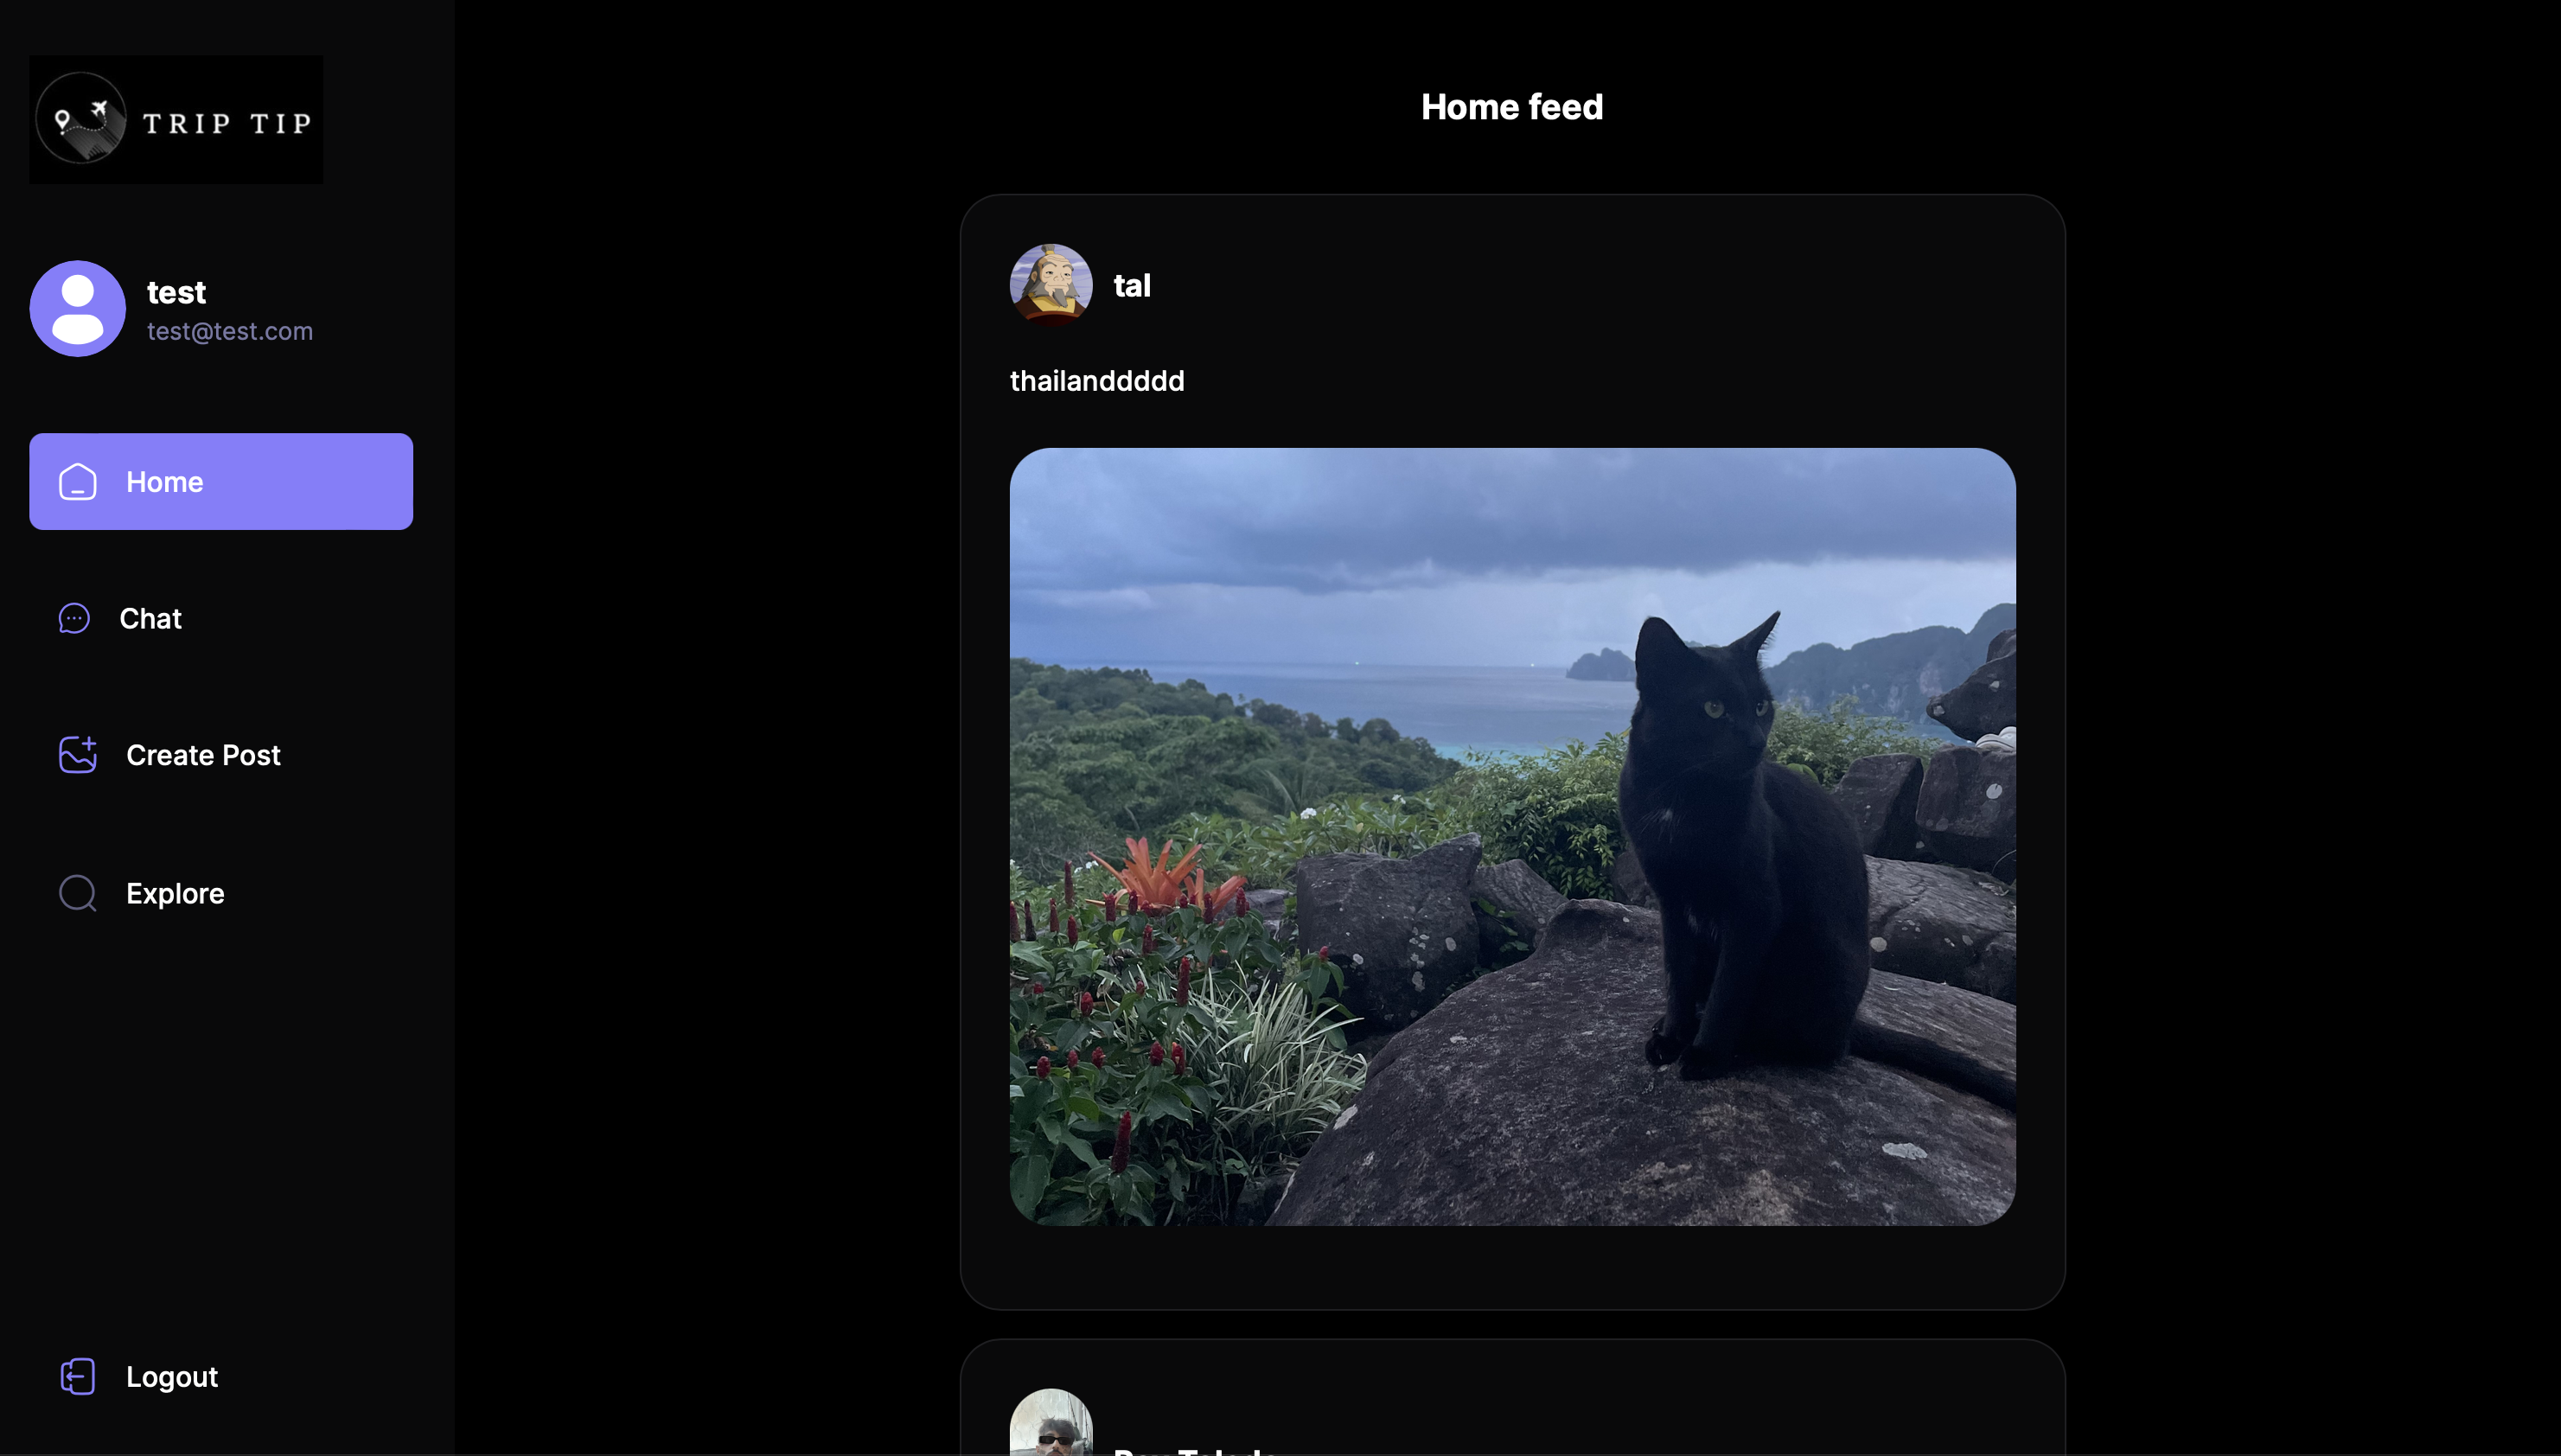 TRIP TIP
test
test@test.com
Home
Chat
Create Post
Explore
Logout
Home feed
tal
thailanddddd